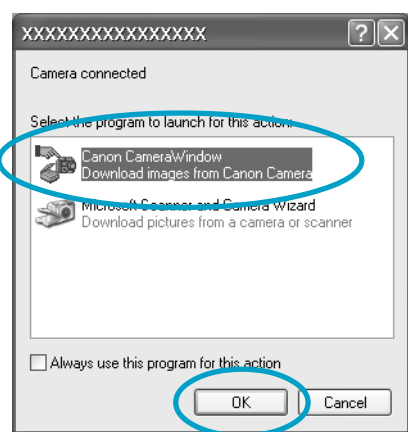 XXXXXXXXXXXXXXXX
Camera connected
Select the program to launch for this action:
Canon CameraWindow
Download images from Canon Camera
Microsoft Scanner and Camera Wizard
Download pictures from a camera or scanner
Always use this program for this action
OK
Cancel